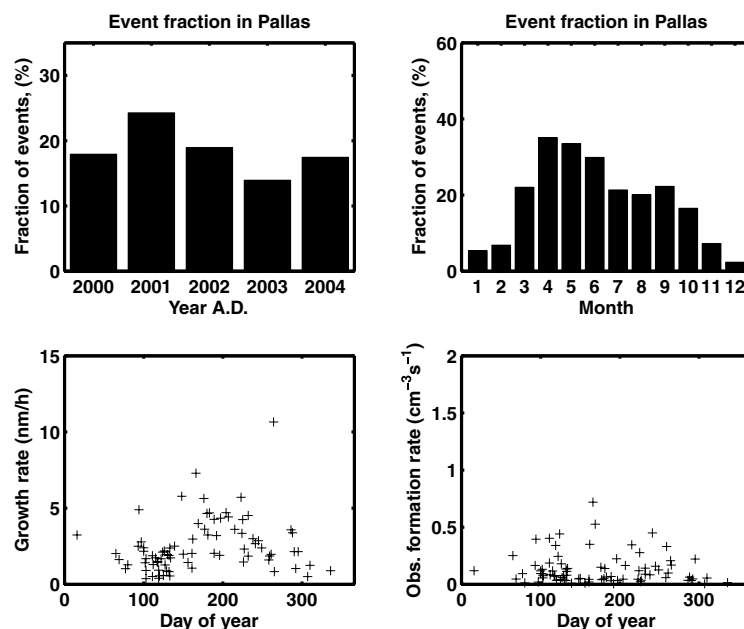 Event fraction in Pallas
Fraction of events, (%)
30
20
10
0
2000 2001 2002 2003 2004
Year A.D.
Event fraction in Pallas
Fraction of events, (%)
60
40
20
0
1 2 3 4 5 6 7 8 9 10 11 12
Month
Growth rate (nm/h)
15
10
5
0
0 100 200 300
Day of year
Obs. formation rate (cm⁻³s⁻¹)
2
1.5
1
0.5
0
0 100 200 300
Day of year